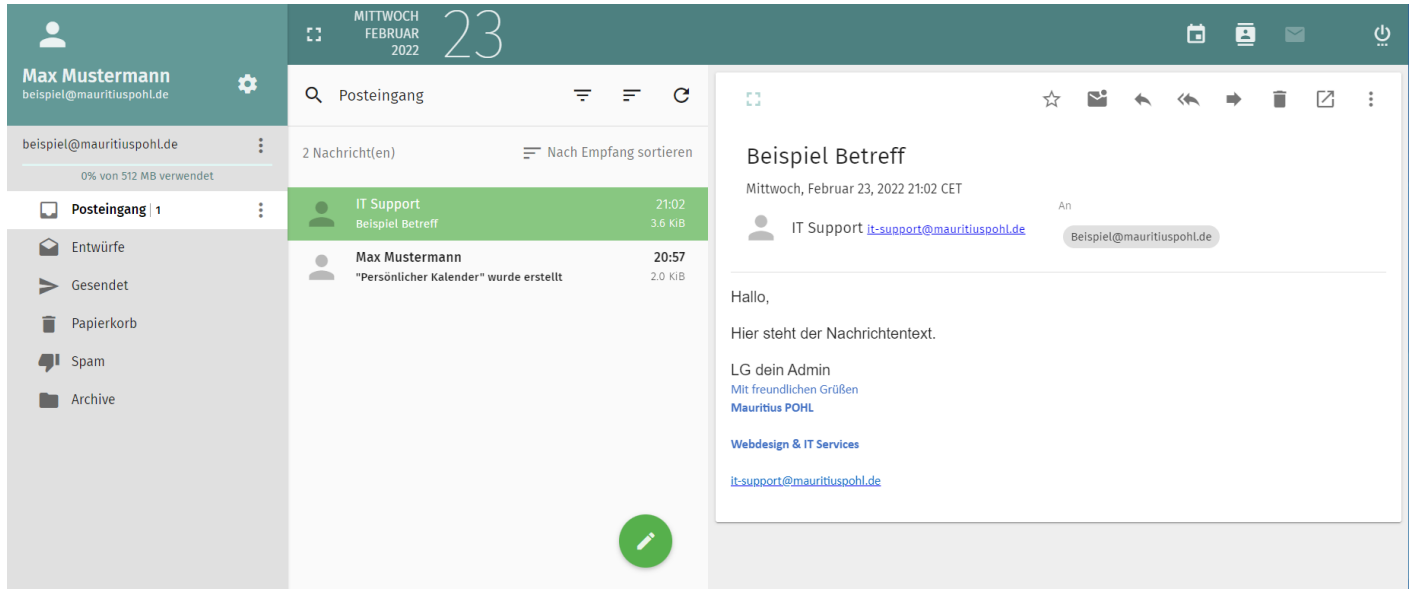 MITTWOCH
FEBRUAR
2022
23
Max Mustermann
beispiel@mauritiuspohl.de
beispiel@mauritiuspohl.de
0% von 512 MB verwendet
Posteingang | 1
Entwürfe
Gesendet
Papierkorb
Spam
Archive
Posteingang
2 Nachricht(en)
Nach Empfang sortieren
IT Support 21:02
Beispiel Betreff 3.6 KiB
Max Mustermann 20:57
"Persönlicher Kalender" wurde erstellt 2.0 KiB
Beispiel Betreff
Mittwoch, Februar 23, 2022 21:02 CET
IT Support it-support@mauritiuspohl.de
An
Beispiel@mauritiuspohl.de
Hallo,
Hier steht der Nachrichtentext.
LG dein Admin
Mit freundlichen Grüßen
Mauritius POHL
Webdesign & IT Services
it-support@mauritiuspohl.de